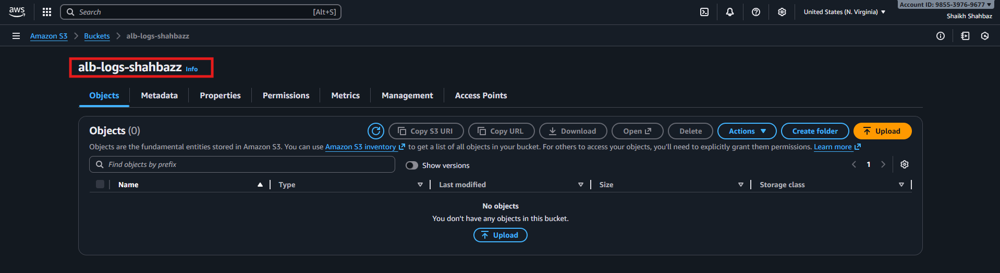 aws
Search [Alt+S]
United States (N. Virginia)
Account ID: 9855-3976-9677
Shaikh Shahbaz
Amazon S3 > Buckets > alb-logs-shahbazz
alb-logs-shahbazz Info
Objects Metadata Properties Permissions Metrics Management Access Points
Objects (0) Copy S3 URI Copy URL Download Open Delete Actions Create folder Upload
Objects are the fundamental entities stored in Amazon S3. You can use Amazon S3 inventory to get a list of all objects in your bucket. For others to access your objects, you'll need to explicitly grant them permissions. Learn more
Find objects by prefix Show versions 1
Name Type Last modified Size Storage class
No objects
You don't have any objects in this bucket.
Upload